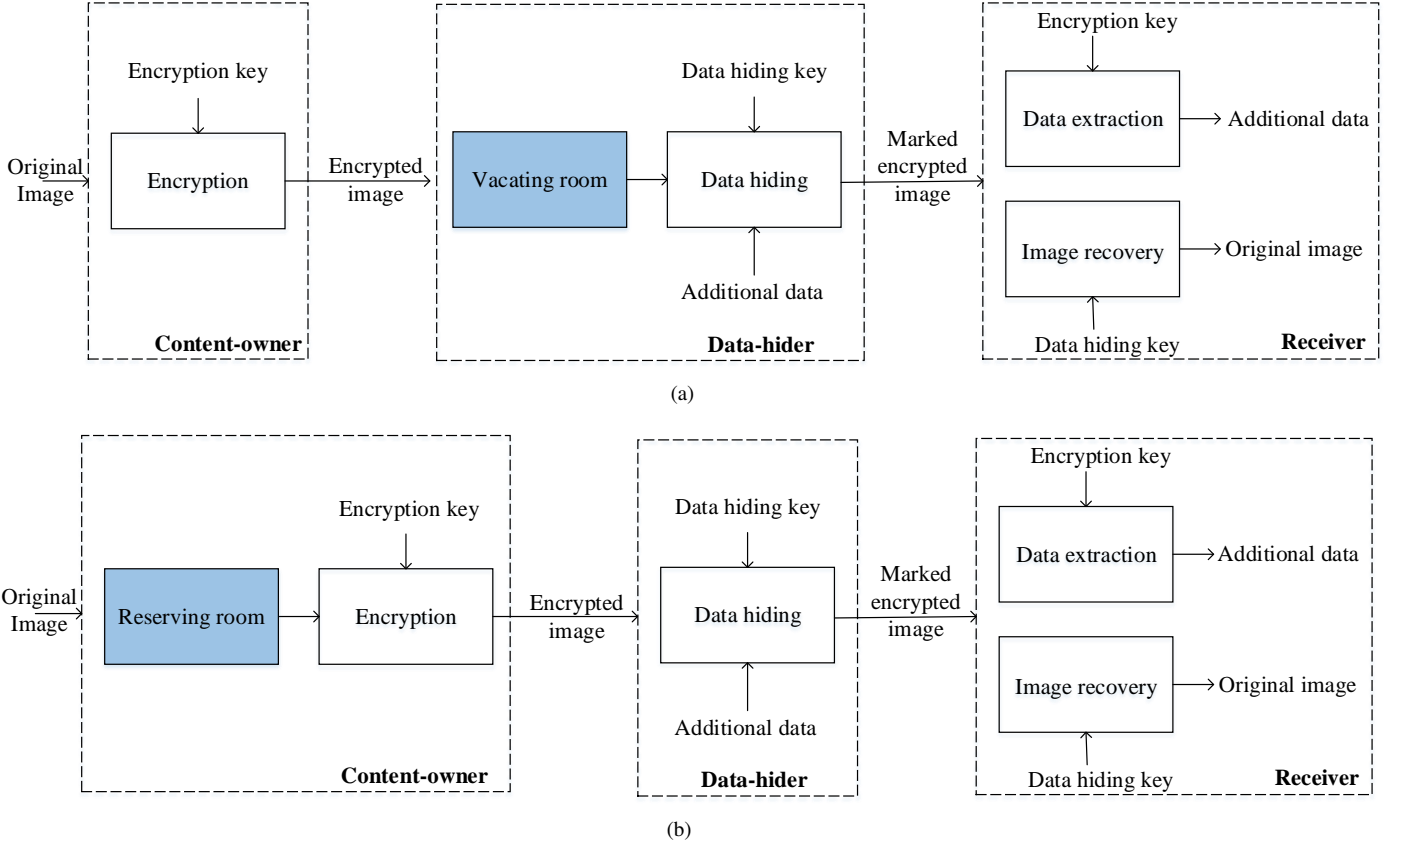 Encryption key
Encryption key
Data hiding key
Original
Image
Encryption
Encrypted
image
Vacating room
Data hiding
Marked
encrypted
image
Data extraction
Additional data
Image recovery
Original image
Additional data
Content-owner
Data-hider
Data hiding key
Receiver
(a)
Encryption key
Encryption key
Data hiding key
Original
Image
Reserving room
Encryption
Encrypted
image
Data hiding
Marked
encrypted
image
Data extraction
Additional data
Image recovery
Original image
Additional data
Content-owner
Data-hider
Data hiding key
Receiver
(b)